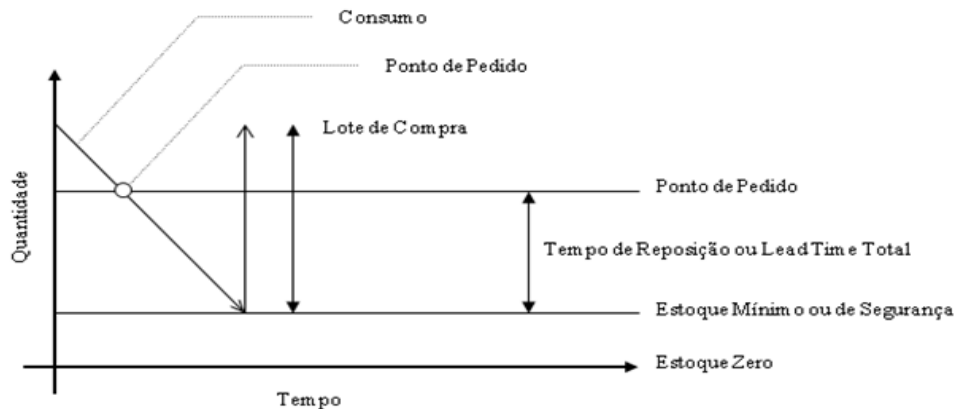 Consumo
Ponto de Pedido
Lote de Compra
Quantidade
Ponto de Pedido
Tempo de Reposição ou Lead Time Total
Estoque Mínimo ou de Segurança
Estoque Zero
Tempo